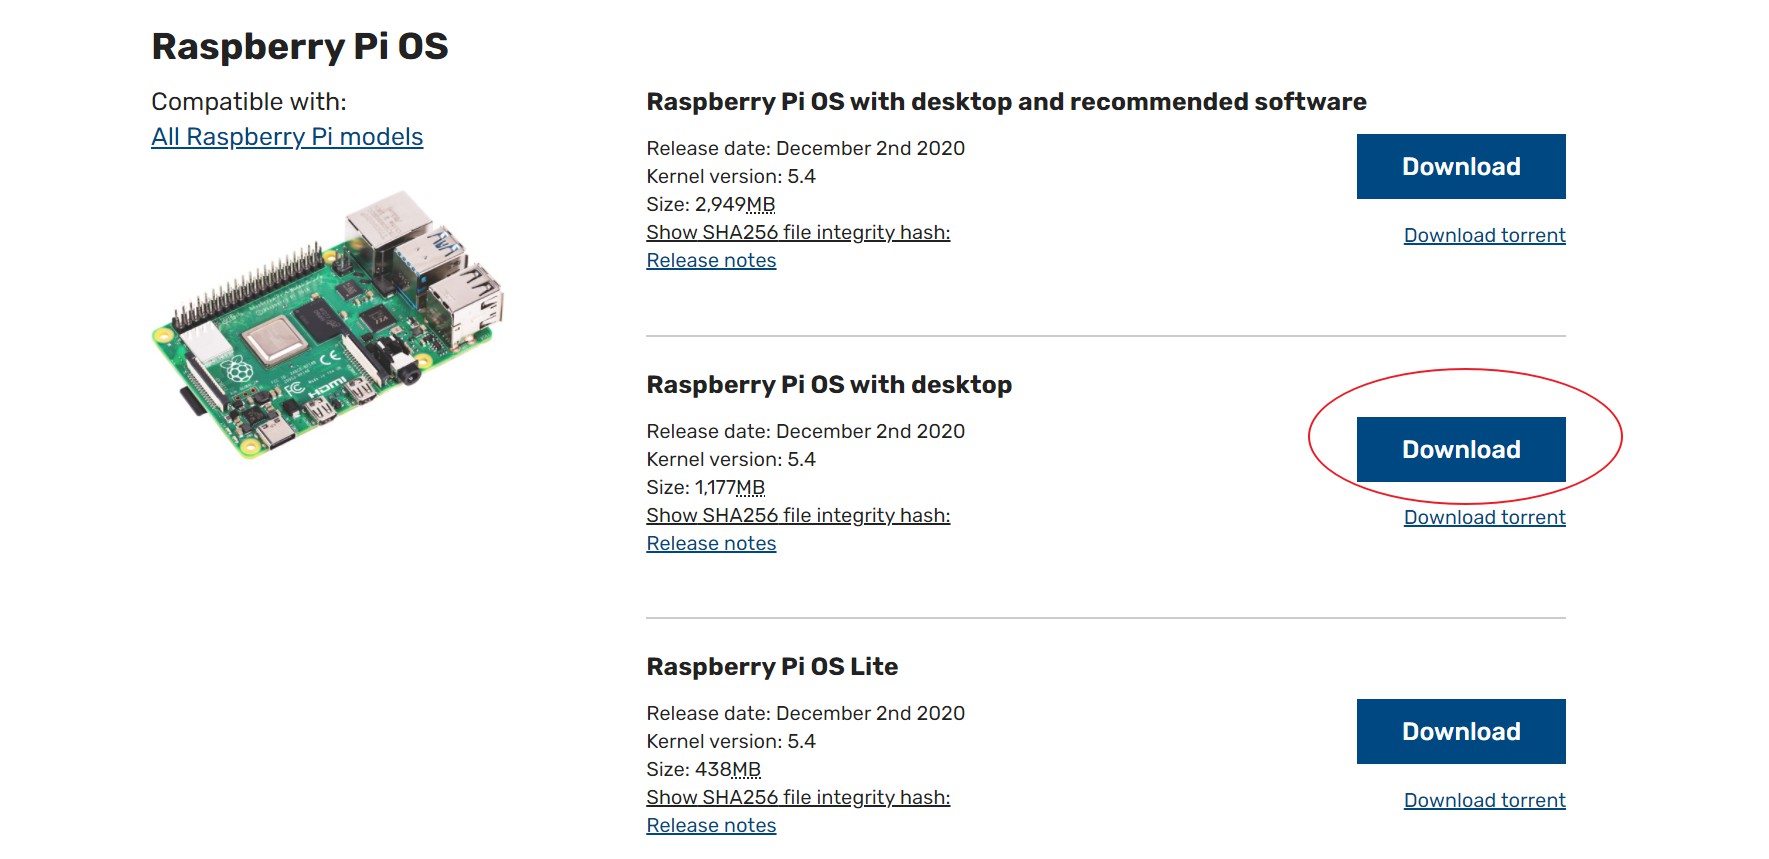 Raspberry Pi OS
Compatible with:
All Raspberry Pi models
HDMI
Raspberry Pi OS with desktop and recommended software
Release date: December 2nd 2020
Kernel version: 5.4
Size: 2,949MB
Show SHA256 file integrity hash:
Release notes
Download
Download torrent
Raspberry Pi OS with desktop
Release date: December 2nd 2020
Kernel version: 5.4
Size: 1,177MB
Show SHA256 file integrity hash:
Release notes
Download
Download torrent
Raspberry Pi OS Lite
Release date: December 2nd 2020
Kernel version: 5.4
Size: 438MB
Show SHA256 file integrity hash:
Release notes
Download
Download torrent